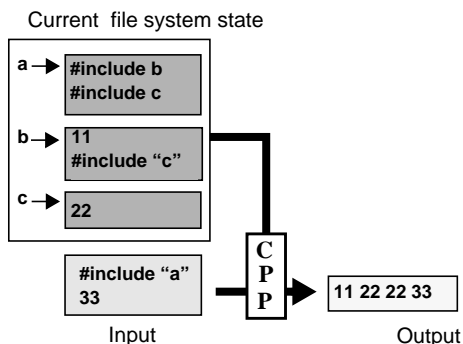 Current file system state
a
#include b
#include c
b
11
#include “c”
c
22
#include “a”
33
Input
C
P
P
11 22 22 33
Output